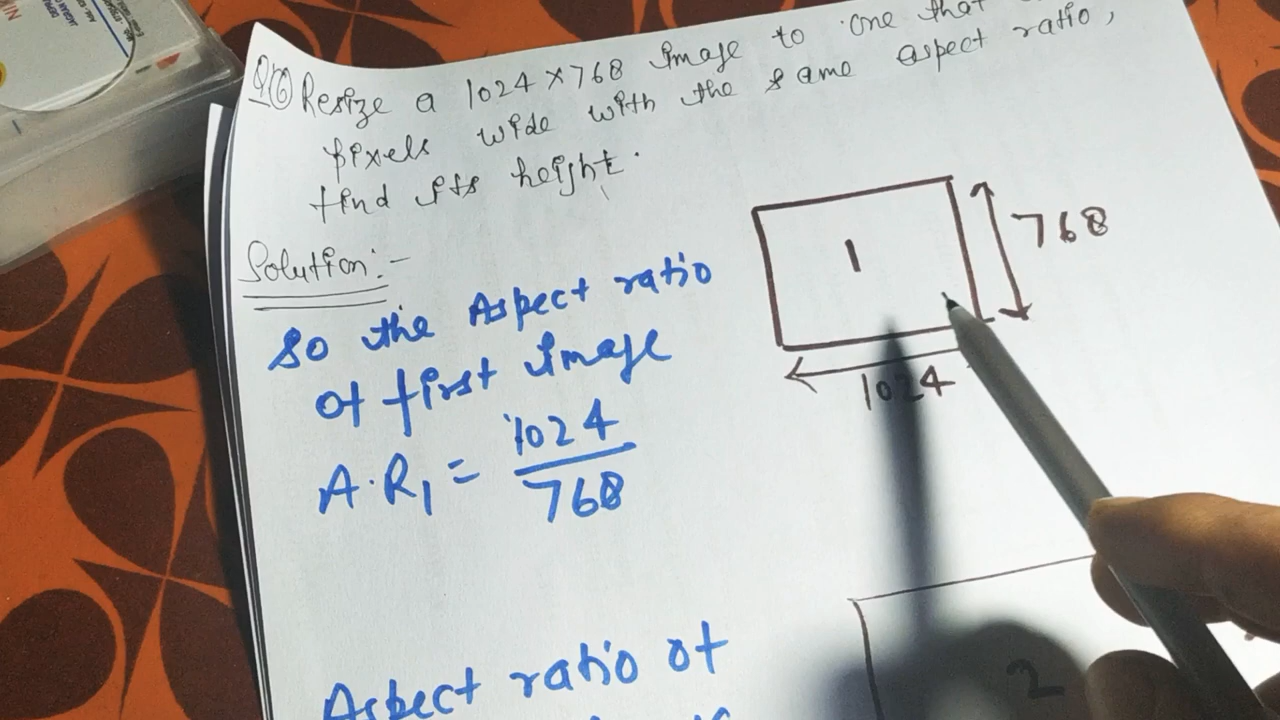 Q6 Resize a 1024 × 768 image to one that
pixels wide with the same aspect ratio,
find its height.
Solution:-
So the Aspect ratio
of first image
A.R₁ = 1024/768
1
768
1024
Aspect ratio of
2